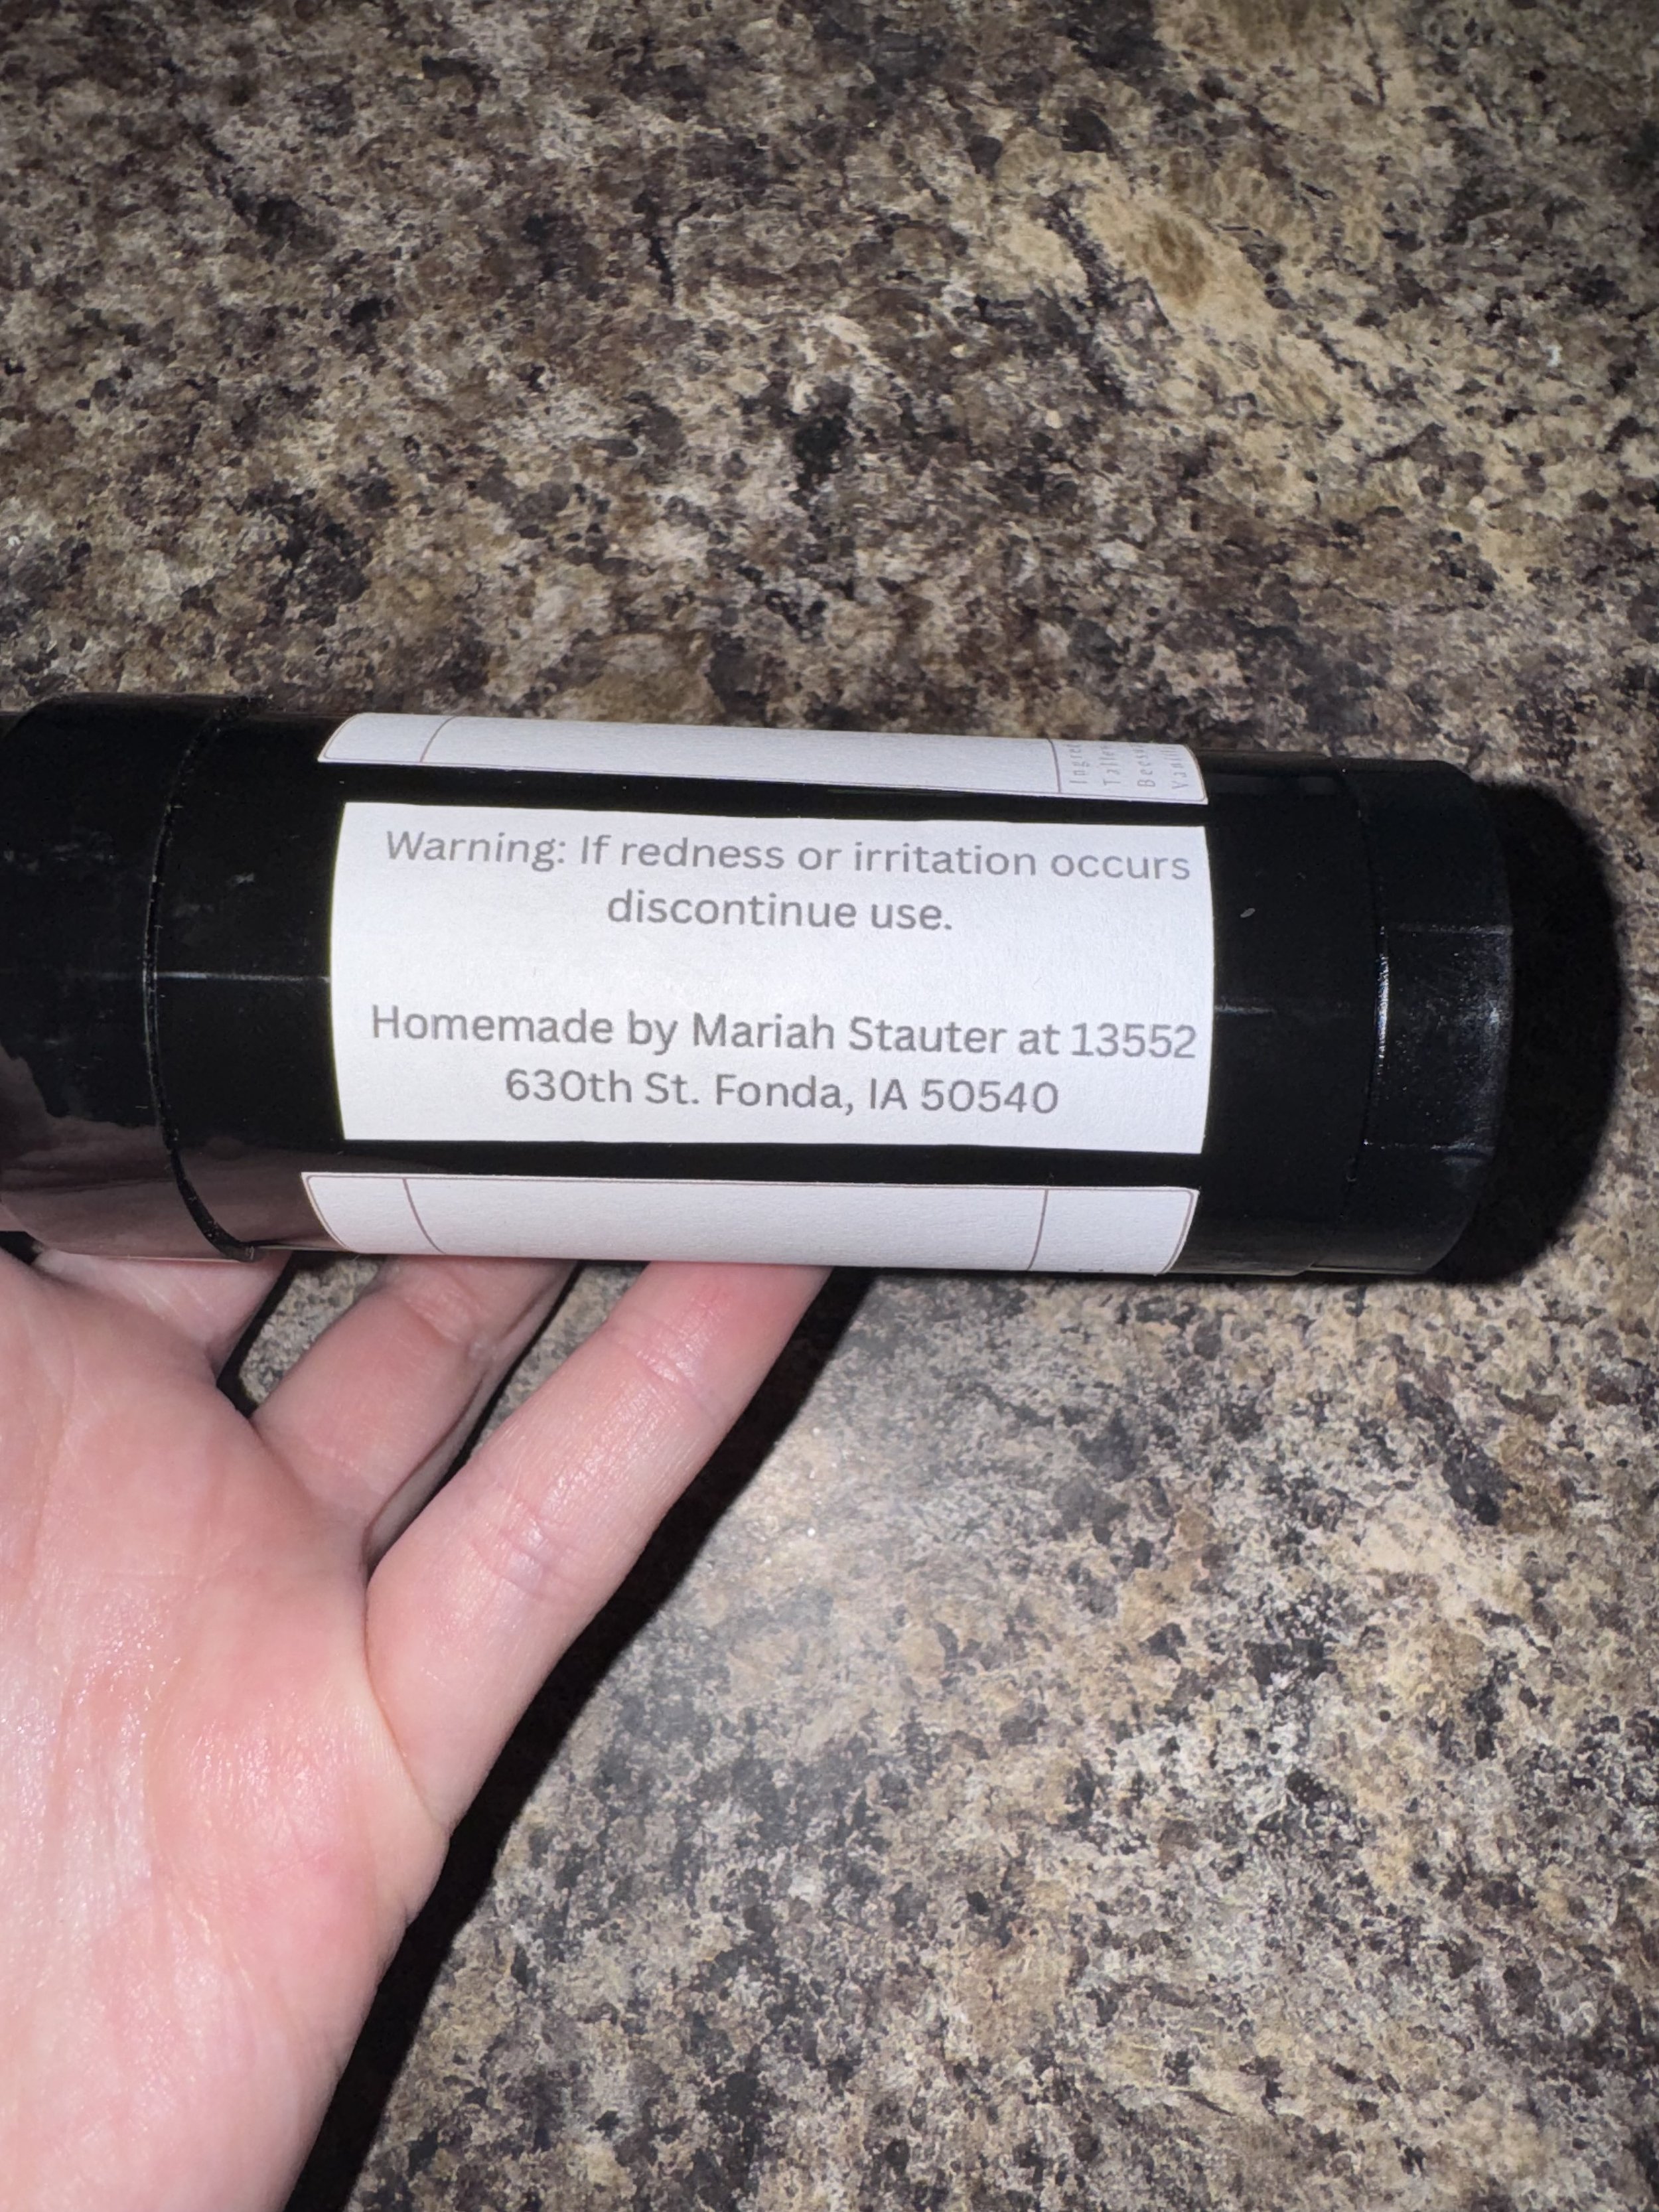 Warning: If redness or irritation occurs
discontinue use.
Homemade by Mariah Stauter at 13552
630th St. Fonda, IA 50540